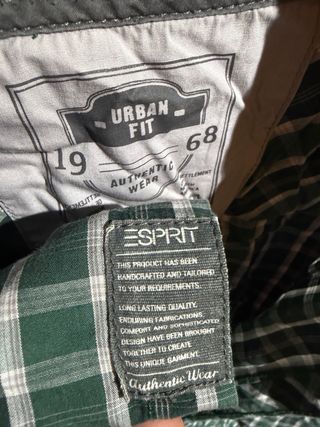 URBAN
FIT
19 68
AUTHENTIC
WEAR
ESPRIT
THIS PRODUCT HAS BEEN
HANDCRAFTED AND TAILORED
TO YOUR REQUIREMENTS.
LONG LASTING QUALITY.
ENDURING FABRICATIONS,
COMFORT AND SOPHISTICATED
DESIGN HAVE BEEN BROUGHT
TOGETHER TO CREATE
THIS UNIQUE GARMENT.
Authentic Wear